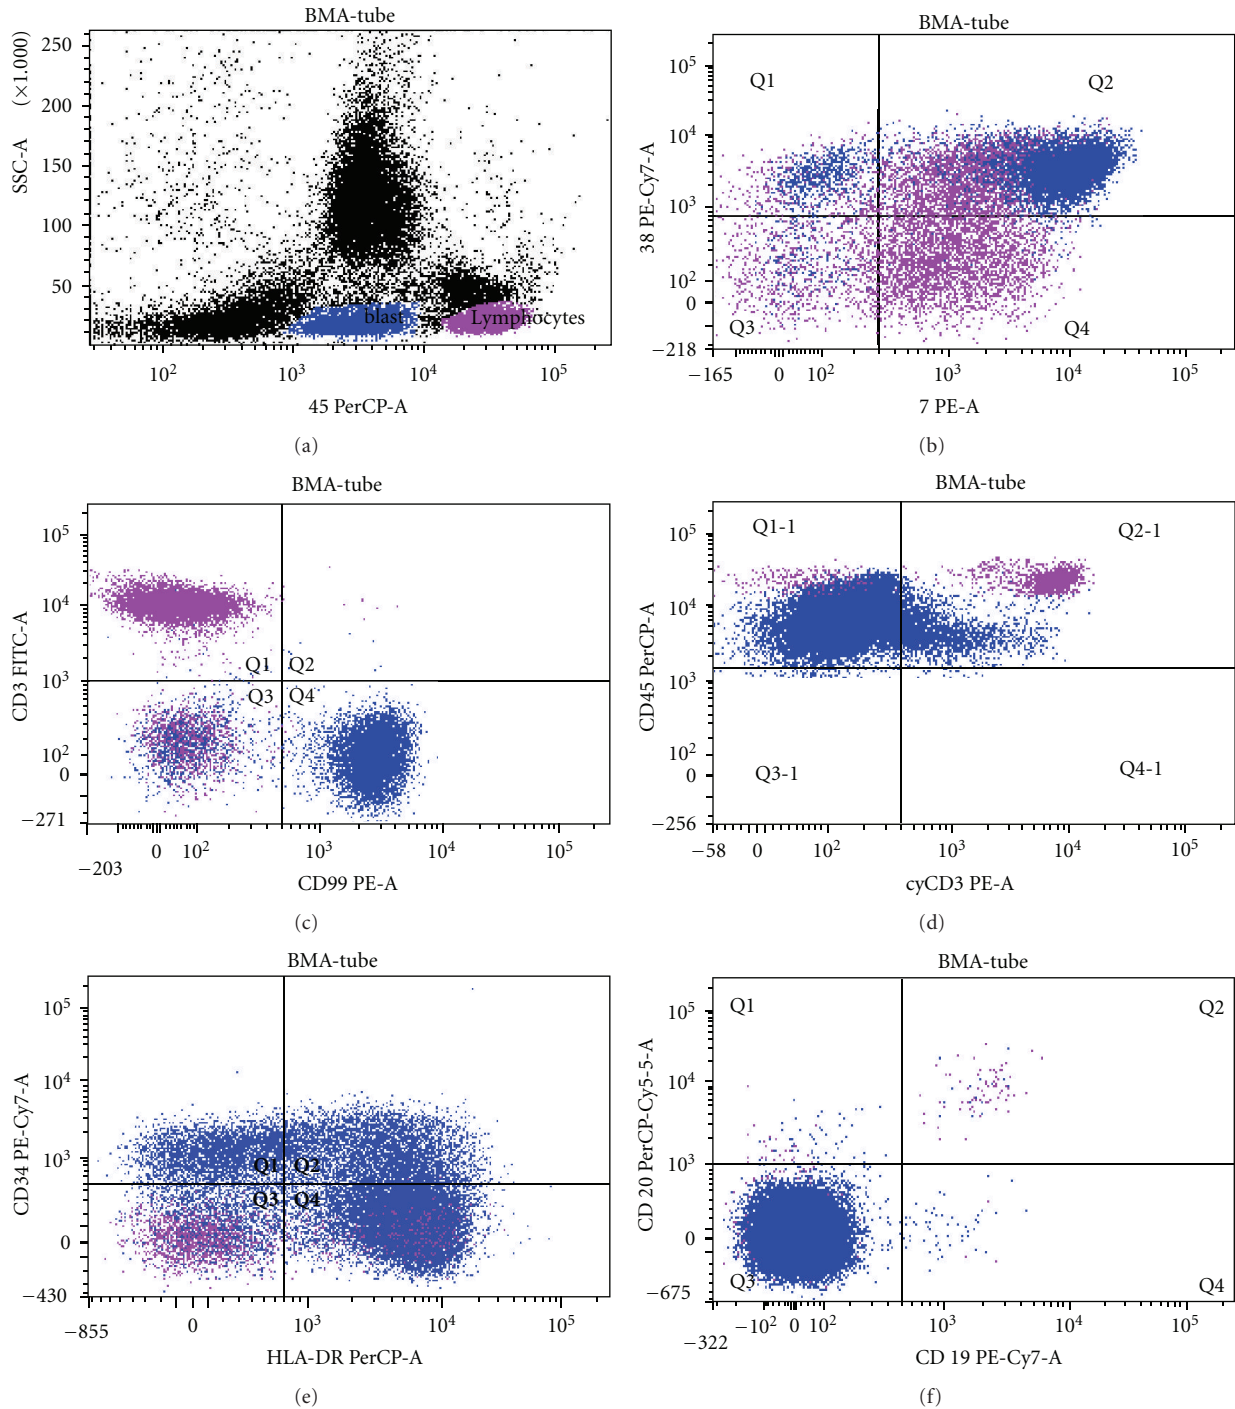 BMA-tube
SSC-A (×1.000)
250
200
150
100
50
blast
Lymphocytes
10² 10³ 10⁴ 10⁵
45 PerCP-A
(a)
BMA-tube
38 PE-Cy7-A
10⁵
10⁴
10³
10²
0
−218
Q1 Q2
Q3 Q4
−165 0 10² 10³ 10⁴ 10⁵
7 PE-A
(b)
BMA-tube
CD3 FITC-A
10⁵
10⁴
10³
10²
0
−271
Q1 Q2
Q3 Q4
−203 0 10² 10³ 10⁴ 10⁵
CD99 PE-A
(c)
BMA-tube
CD45 PerCP-A
10⁵
10⁴
10³
10²
0
−256
Q1-1 Q2-1
Q3-1 Q4-1
−58 0 10² 10³ 10⁴ 10⁵
cyCD3 PE-A
(d)
BMA-tube
CD34 PE-Cy7-A
10⁵
10⁴
10³
0
−430
Q1 Q2
Q3 Q4
−855 0 10³ 10⁴ 10⁵
HLA-DR PerCP-A
(e)
BMA-tube
CD 20 PerCP-Cy5-5-A
10⁵
10⁴
10³
0
−675
Q1 Q2
Q3 Q4
−322 −10² 0 10² 10³ 10⁴ 10⁵
CD 19 PE-Cy7-A
(f)